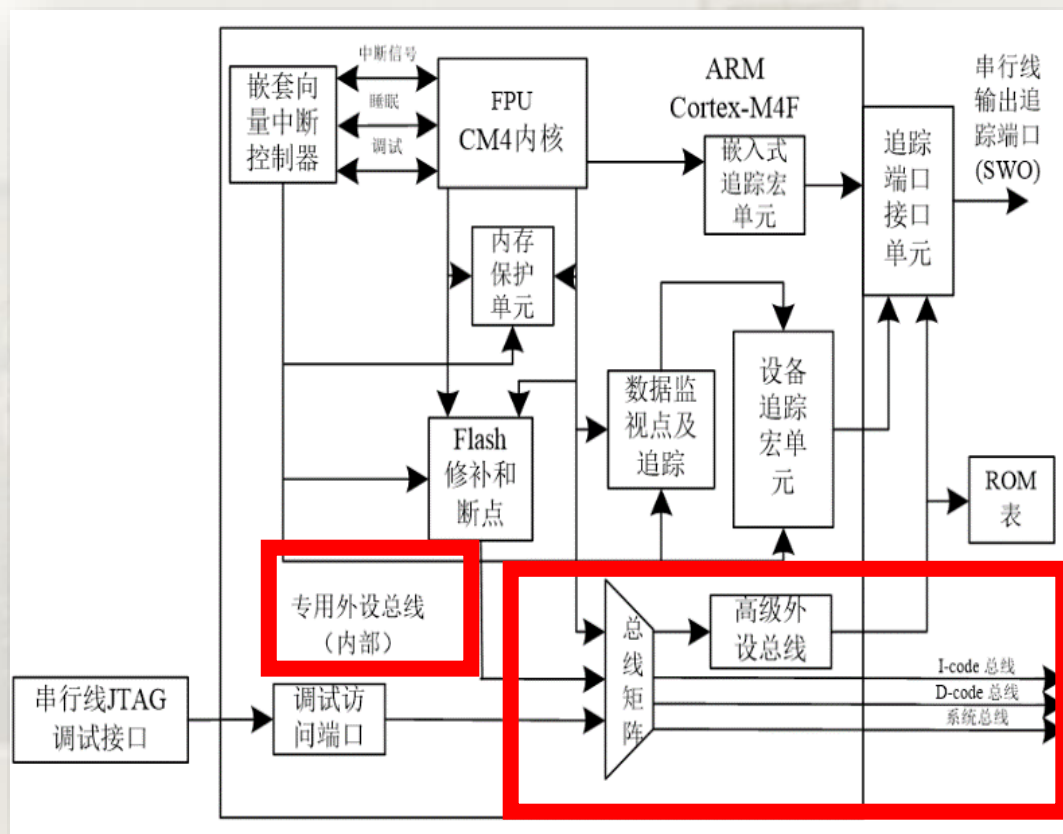 中断信号
睡眠
调试
嵌套向
量中断
控制器
FPU
CM4内核
ARM
Cortex-M4F
嵌入式
追踪宏
单元
追踪
端口
接口
单元
串行线
输出追
踪端口
(SWO)
内存
保护
单元
Flash
修补和
断点
数据监
视点及
追踪
设备
追踪
宏单
元
ROM
表
专用外设总线
（内部）
总
线
矩
阵
高级外
设总线
I-code 总线
D-code 总线
系统总线
串行线JTAG
调试接口
调试访
问端口